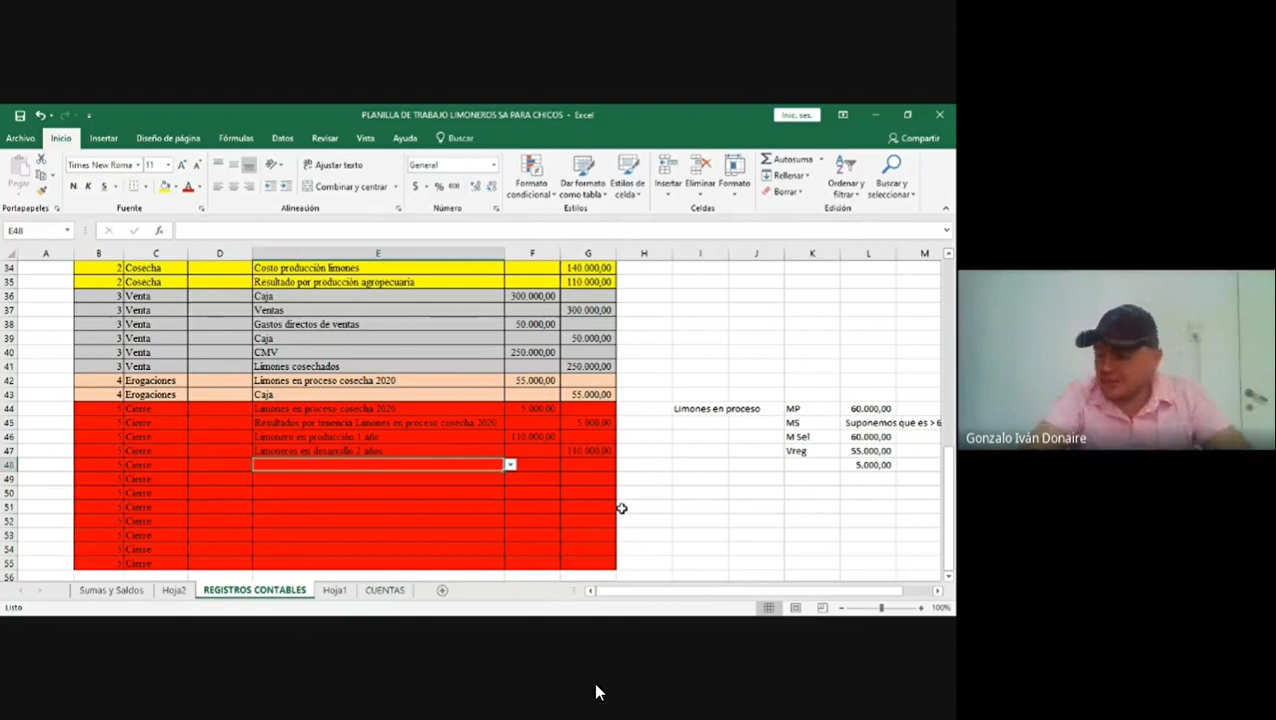 PLANILLA DE TRABAJO LIMONEROS SA PARA CHICOS - Excel
Inic. ses.
Archivo Inicio Insertar Diseño de página Fórmulas Datos Revisar Vista Ayuda Buscar Compartir
Pegar
Times New Roma 11
N K S
Ajustar texto
Combinar y centrar
General
$ % 000
Formato condicional
Dar formato como tabla
Estilos de celda
Insertar
Eliminar
Formato
Autosuma
Rellenar
Borrar
Ordenar y filtrar
Buscar y seleccionar
Portapapeles Fuente Alineación Número Estilos Celdas Edición
E48 fx
A B C D E F G H I J K L M
34 2 Cosecha Costo producción limones 140.000,00
35 2 Cosecha Resultado por producción agropecuaria 110.000,00
36 3 Venta Caja 300.000,00
37 3 Venta Ventas 300.000,00
38 3 Venta Gastos directos de ventas 50.000,00
39 3 Venta Caja 50.000,00
40 3 Venta CMV 250.000,00
41 3 Venta Limones cosechados 250.000,00
42 4 Erogaciones Limones en proceso cosecha 2020 55.000,00
43 4 Erogaciones Caja 55.000,00
44 5 Cierre Limones en proceso cosecha 2020 5.000,00 Limones en proceso MP 60.000,00
45 5 Cierre Resultados por tenencia Limones en proceso cosecha 2020 5.000,00 MS Suponemos que es > 6
46 5 Cierre Limonero en producción 1 año 110.000,00 M Sel 60.000,00
47 5 Cierre Limoneros en desarrollo 2 años 110.000,00 Vreg 55.000,00
48 5 Cierre 5.000,00
49 5 Cierre
50 5 Cierre
51 5 Cierre
52 5 Cierre
53 5 Cierre
54 5 Cierre
55 5 Cierre
56
Sumas y Saldos Hoja2 REGISTROS CONTABLES Hoja1 CUENTAS
Listo 100%
Gonzalo Iván Donaire